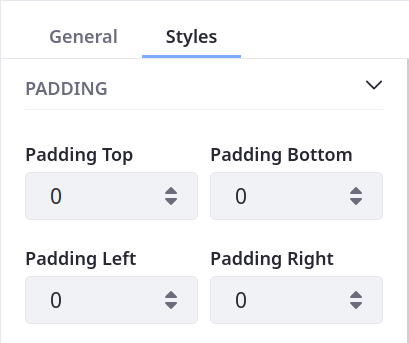 General Styles
PADDING
Padding Top Padding Bottom
0 0
Padding Left Padding Right
0 0